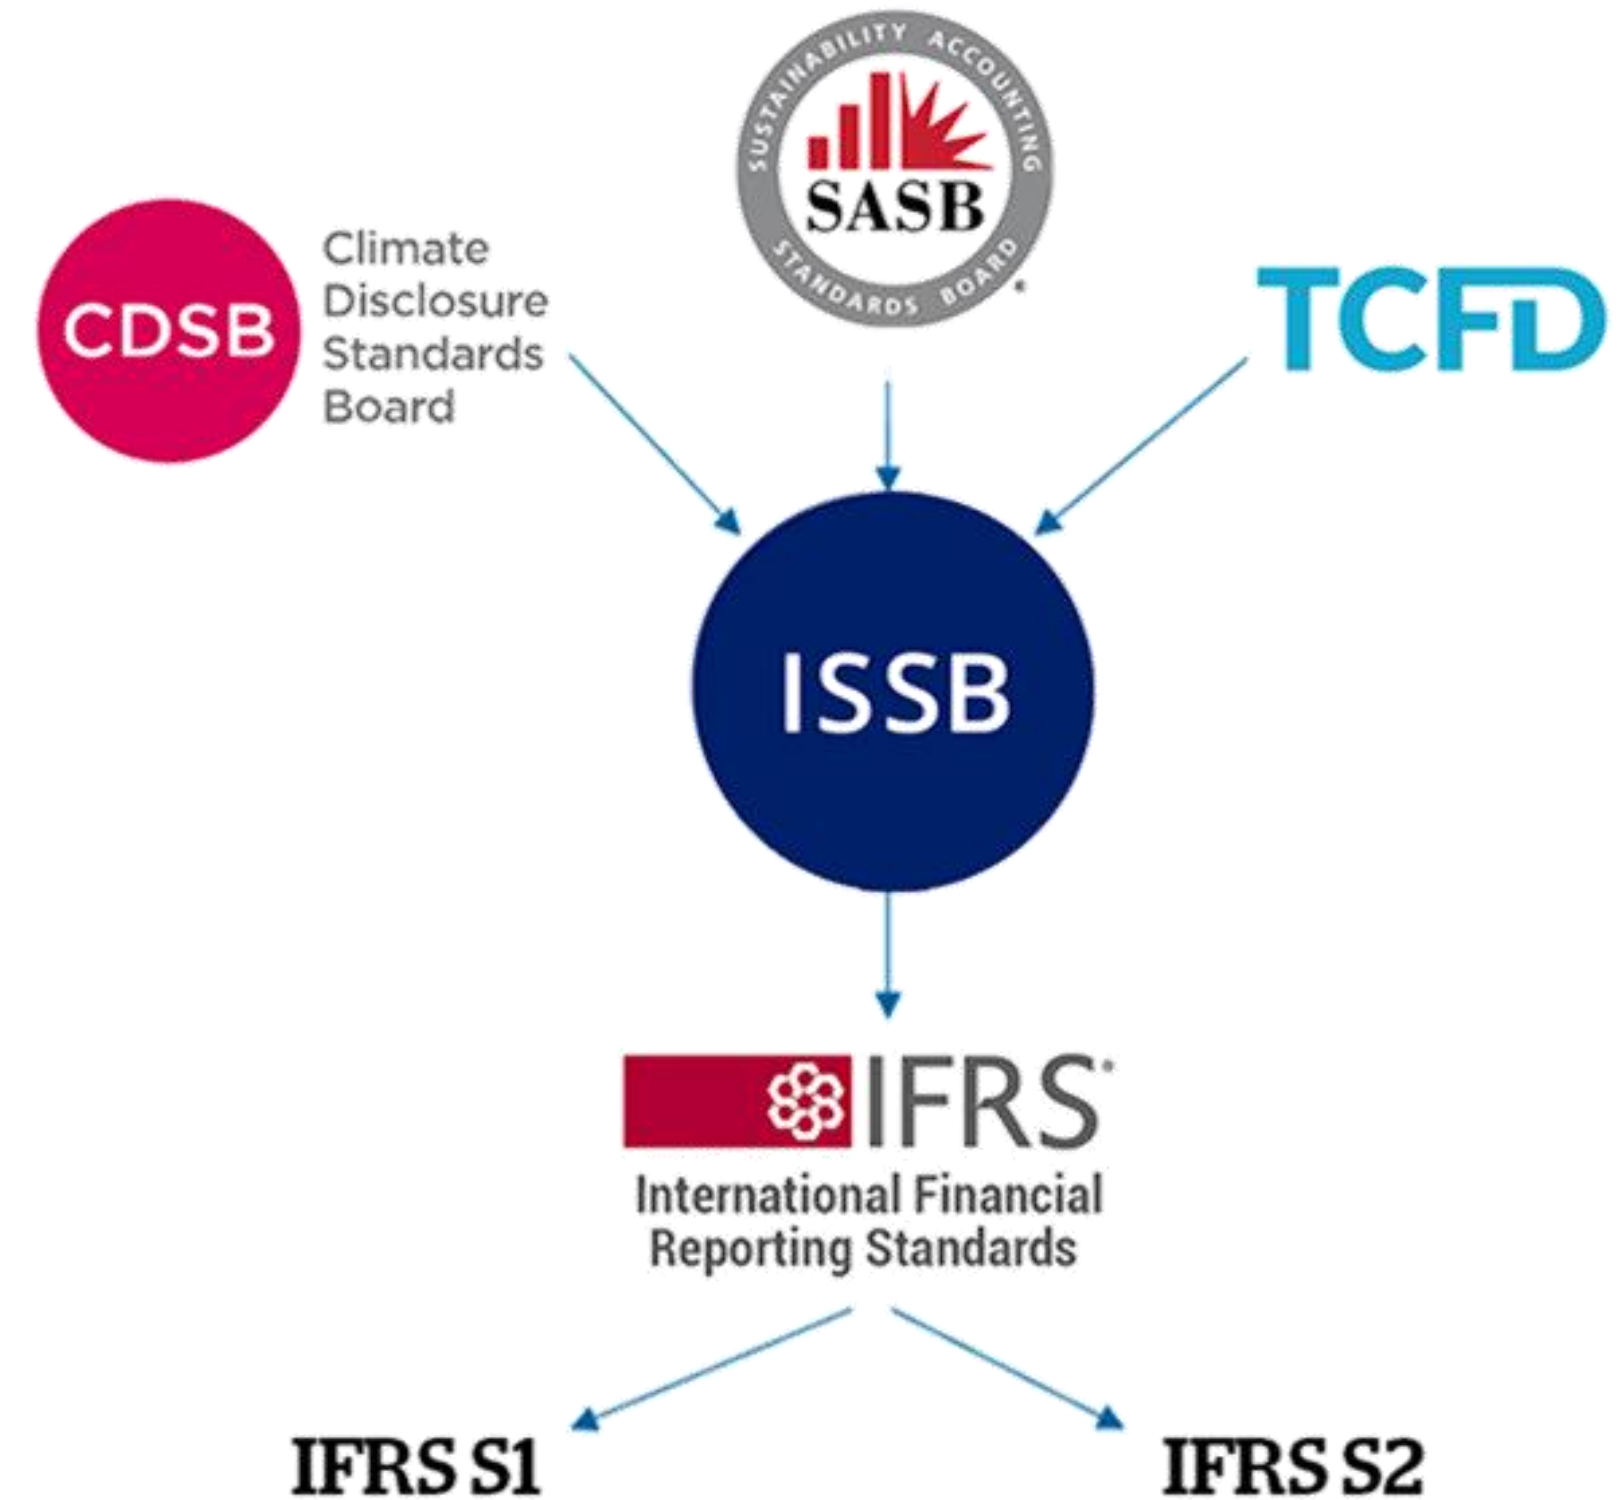 SUSTAINABILITY ACCOUNTING
SASB
STANDARDS BOARD
CDSB
Climate
Disclosure
Standards
Board
TCFD
ISSB
IFRS
International Financial
Reporting Standards
IFRS S1
IFRS S2